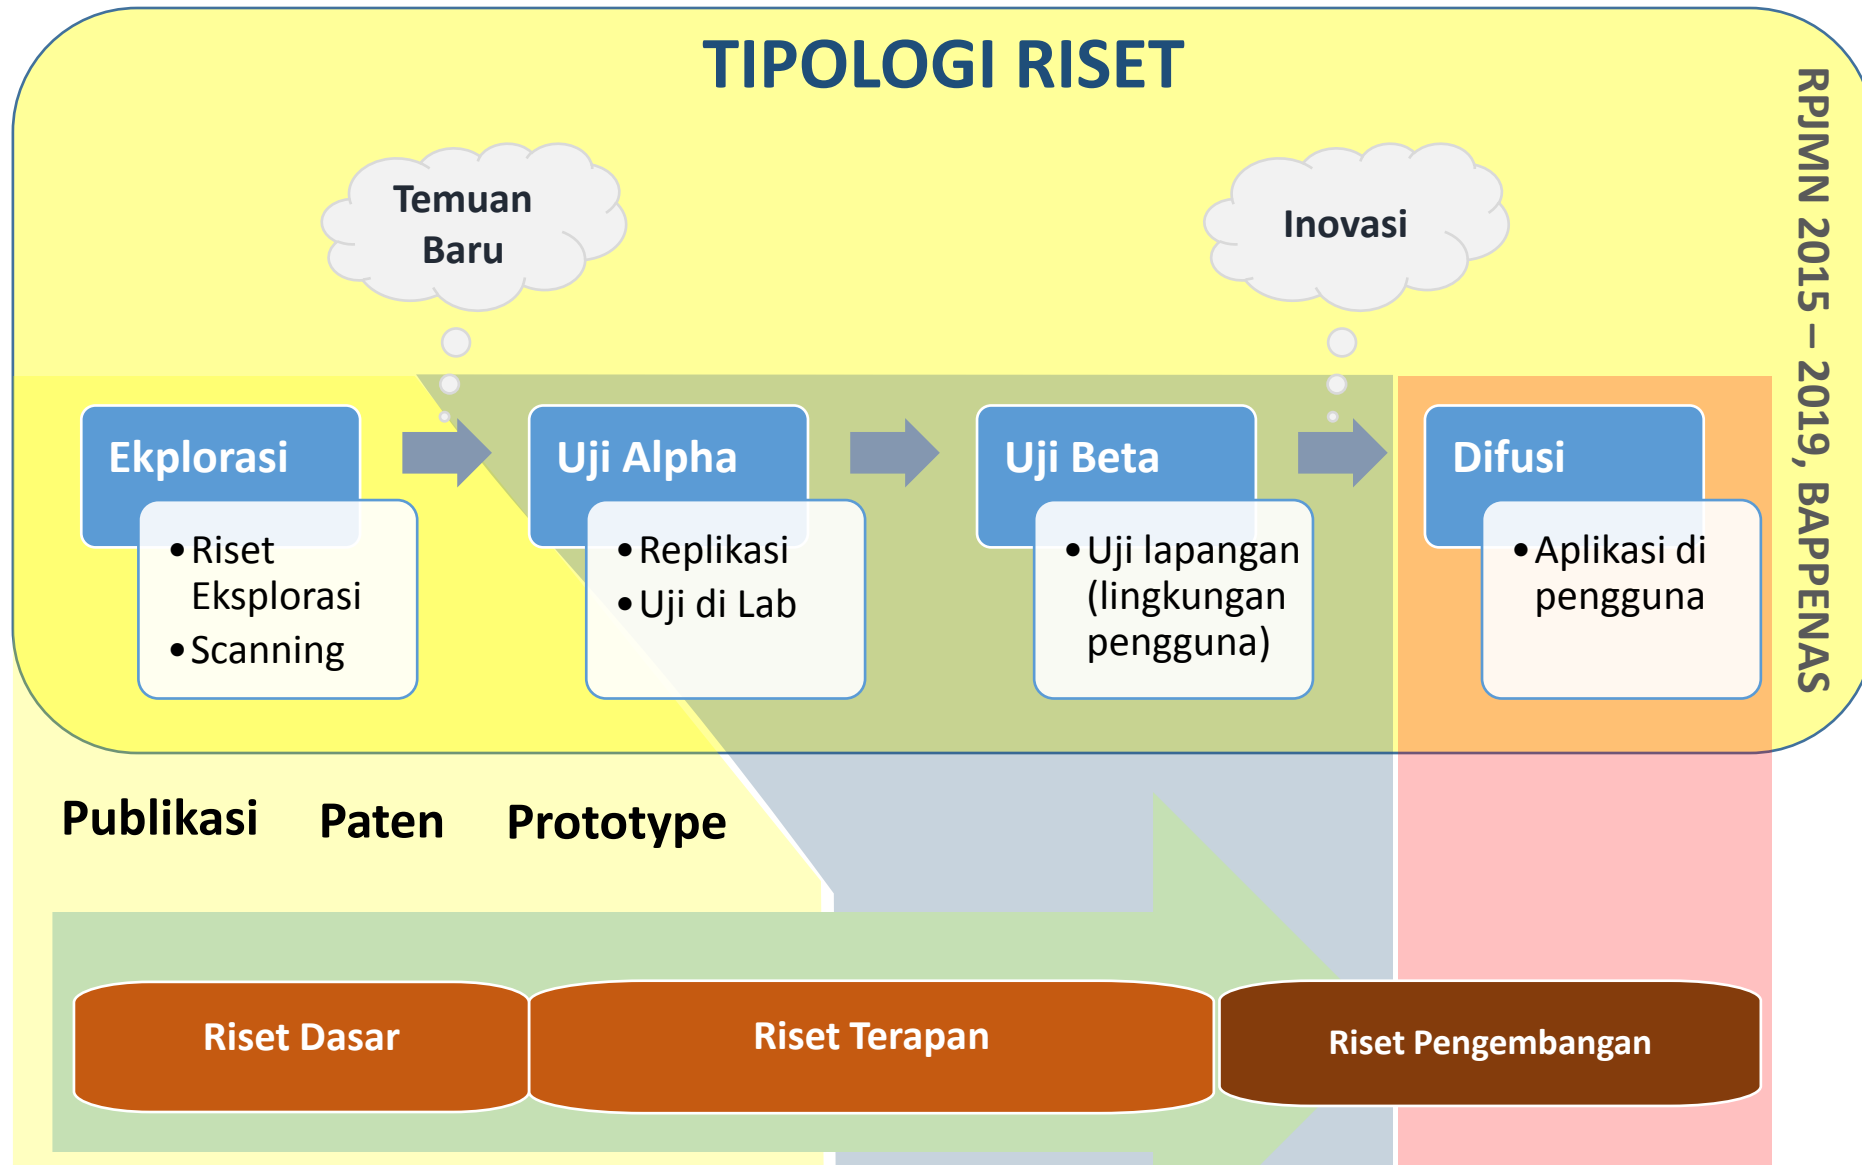 TIPOLOGI RISET
RPJMN 2015 – 2019, BAPPENAS
Temuan
Baru
Inovasi
Ekplorasi
•Riset
Eksplorasi
•Scanning
Uji Alpha
•Replikasi
•Uji di Lab
Uji Beta
•Uji lapangan
(lingkungan
pengguna)
Difusi
•Aplikasi di
pengguna
Publikasi
Paten
Prototype
Riset Dasar
Riset Terapan
Riset Pengembangan